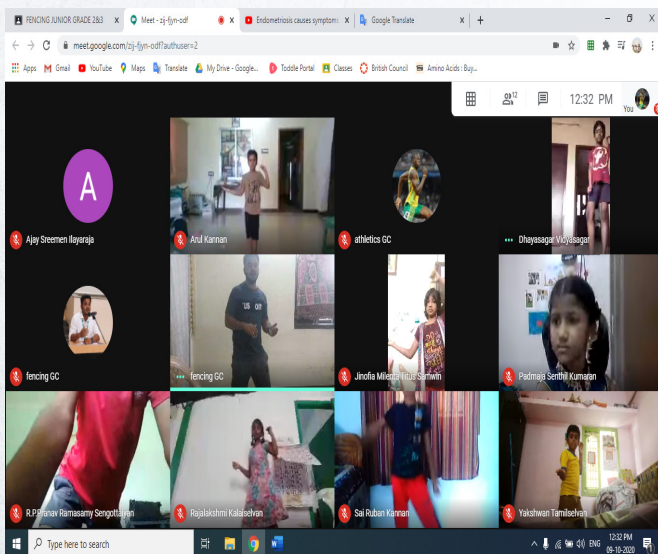 FENCING JUNIOR GRADE 2&3
Meet - zij-fjyn-odf
Endometriosis causes symptoms
Google Translate
meet.google.com/zij-fjyn-odf?authuser=2
Apps
Gmail
YouTube
Maps
Translate
My Drive - Google...
Toddle Portal
Classes
British Council
Amino Acids : Buy...
12
12:32 PM
You
A
Ajay Sreemen Ilayaraja
Arul Kannan
athletics GC
Dhayasagar Vidyasagar
fencing GC
fencing GC
Jinofia Milenta Titus Samwin
Padmaja Senthil Kumaran
R.P.Pranav Ramasamy Sengottaiyan
Rajalakshmi Kalaiselvan
Sai Ruban Kannan
Yakshwan Tamilselvan
Type here to search
ENG
12:32 PM
09-10-2020